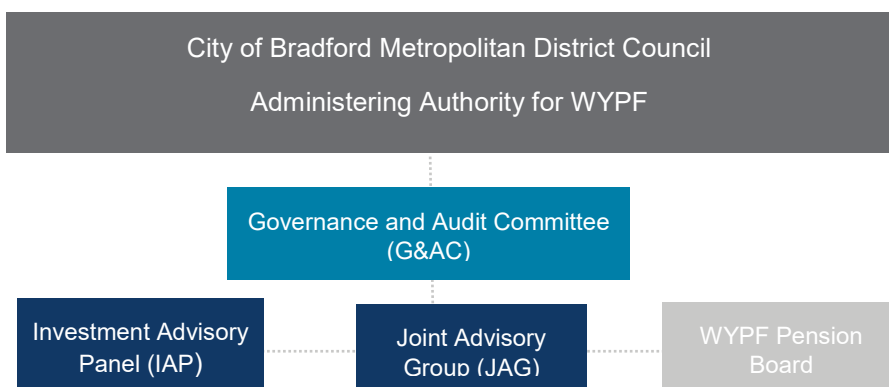 City of Bradford Metropolitan District Council
Administering Authority for WYPF
Governance and Audit Committee
(G&AC)
Investment Advisory
Panel (IAP)
Joint Advisory
Group (JAG)
WYPF Pension
Board